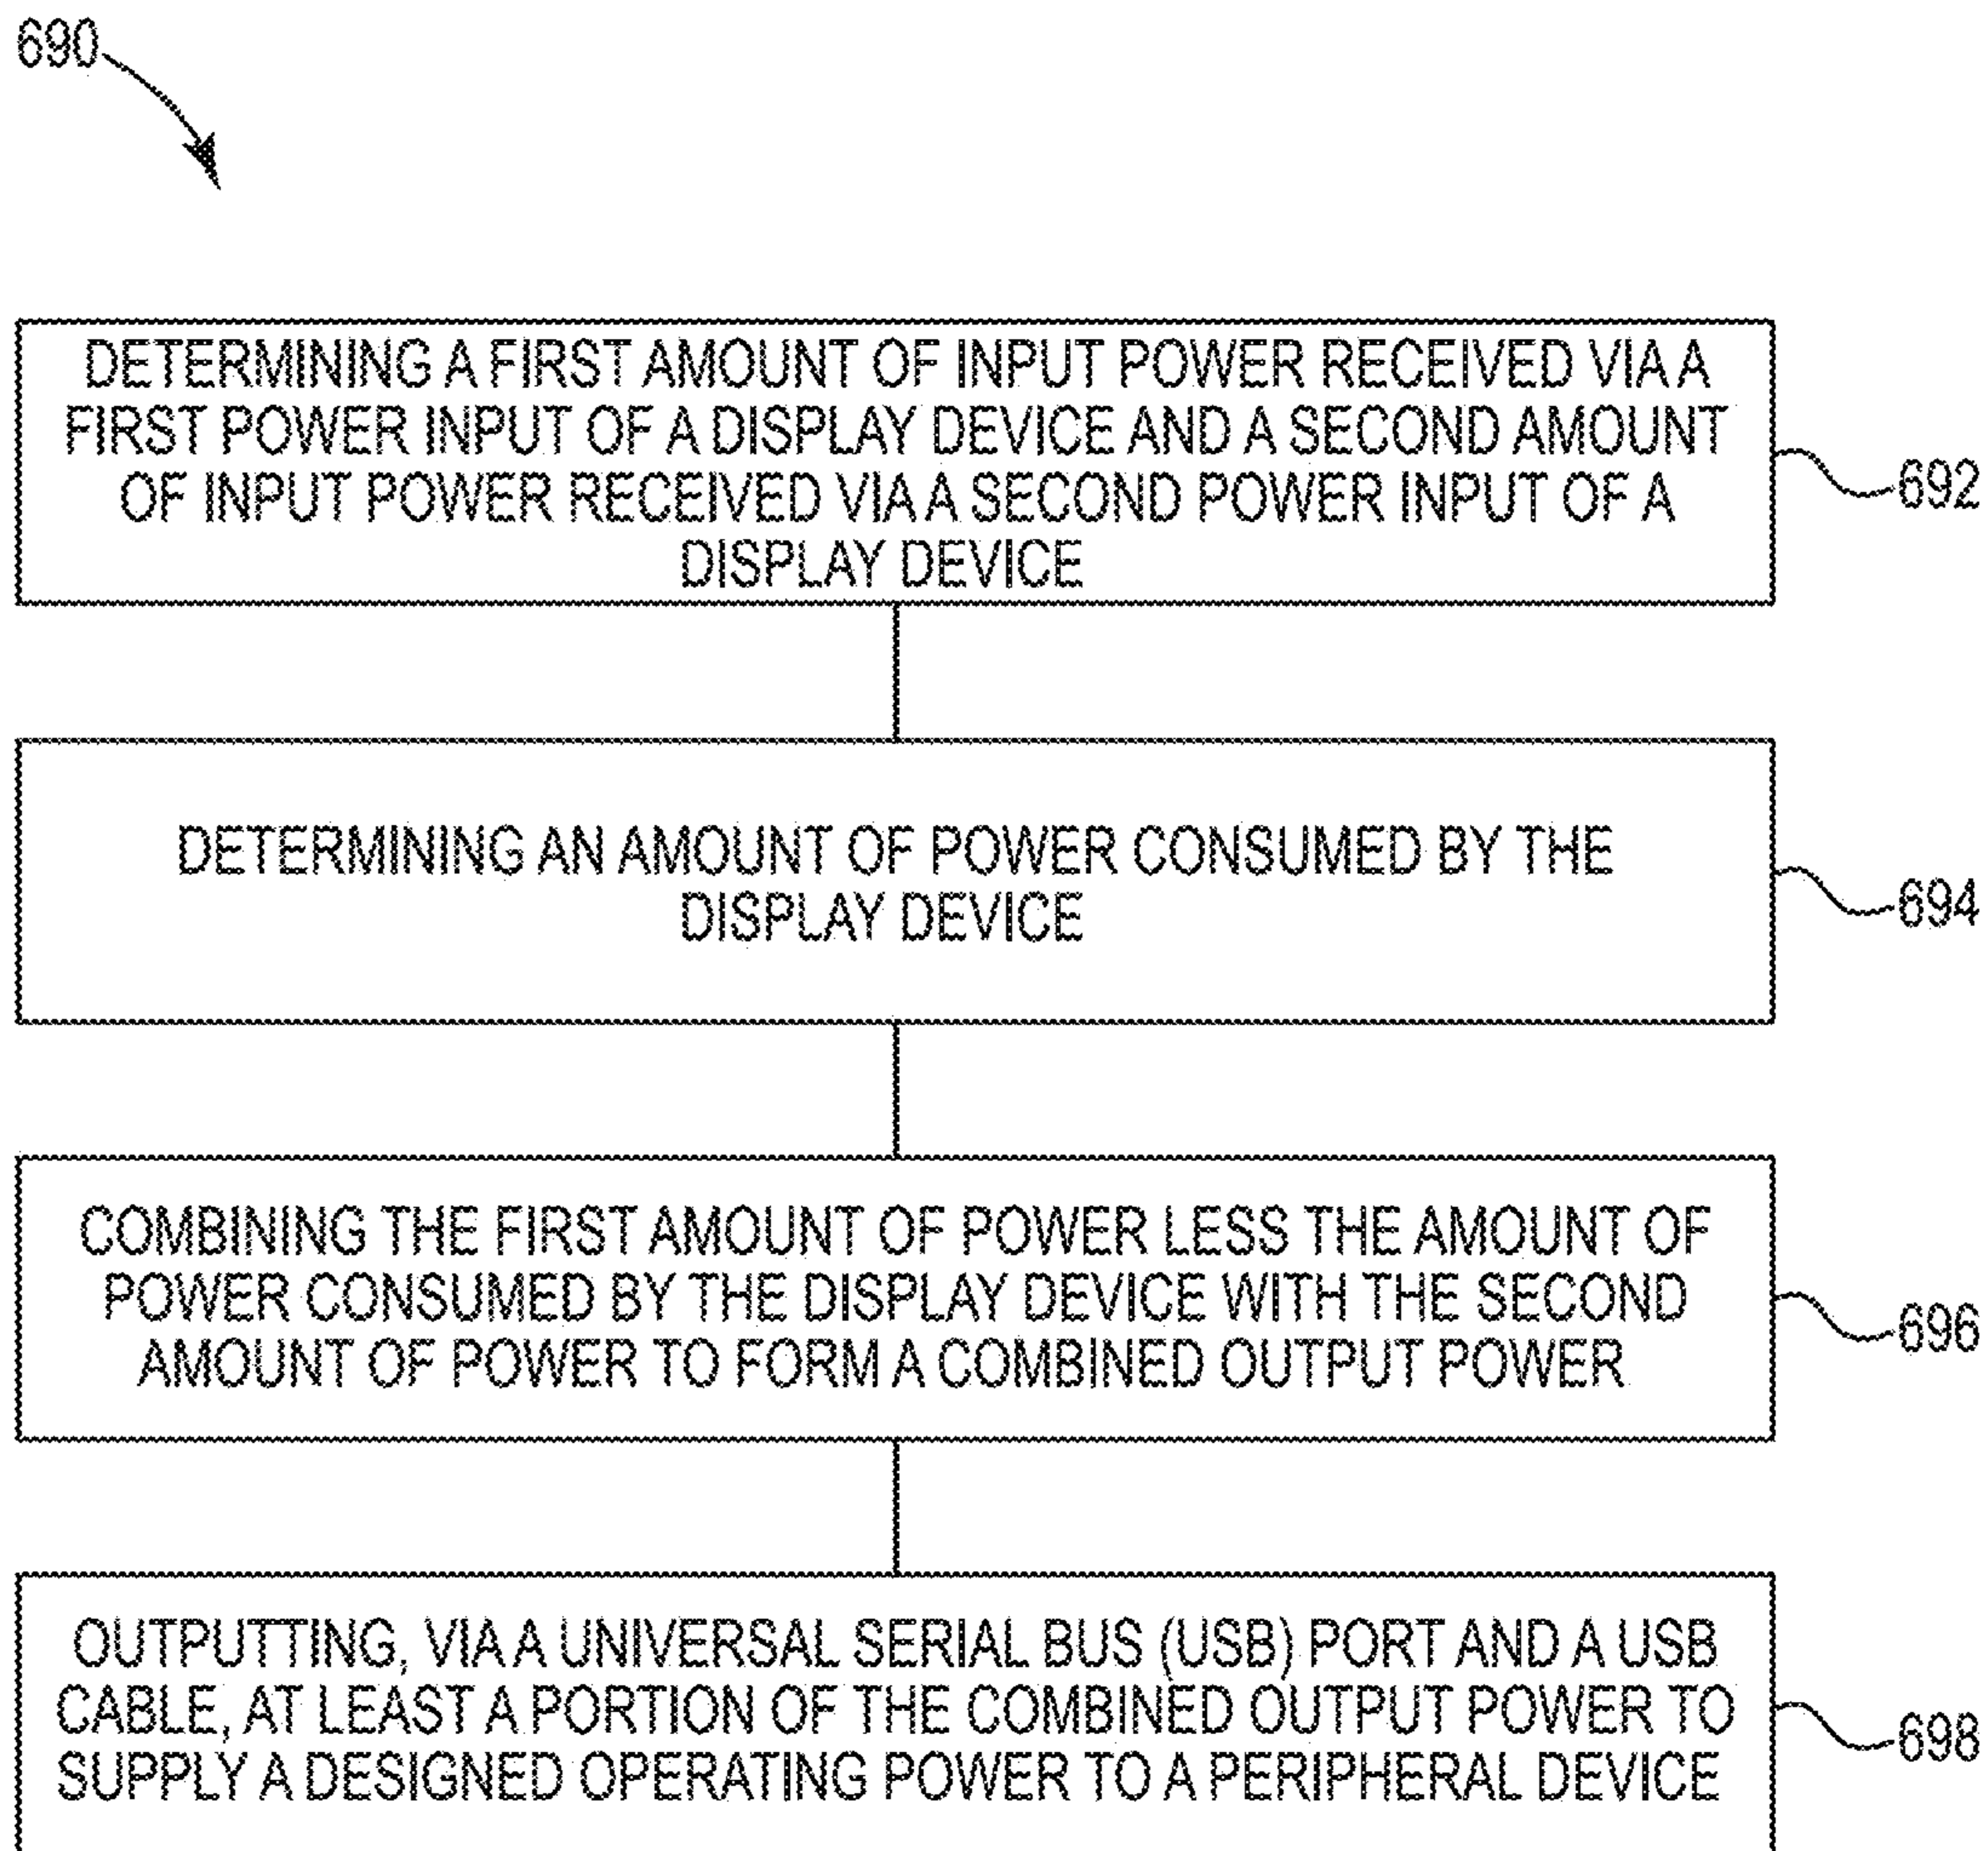 690
DETERMINING A FIRST AMOUNT OF INPUT POWER RECEIVED VIA A
FIRST POWER INPUT OF A DISPLAY DEVICE AND A SECOND AMOUNT
OF INPUT POWER RECEIVED VIA A SECOND POWER INPUT OF A
DISPLAY DEVICE
692
DETERMINING AN AMOUNT OF POWER CONSUMED BY THE
DISPLAY DEVICE
694
COMBINING THE FIRST AMOUNT OF POWER LESS THE AMOUNT OF
POWER CONSUMED BY THE DISPLAY DEVICE WITH THE SECOND
AMOUNT OF POWER TO FORM A COMBINED OUTPUT POWER
696
OUTPUTTING, VIA A UNIVERSAL SERIAL BUS (USB) PORT AND A USB
CABLE, AT LEAST A PORTION OF THE COMBINED OUTPUT POWER TO
SUPPLY A DESIGNED OPERATING POWER TO A PERIPHERAL DEVICE
698